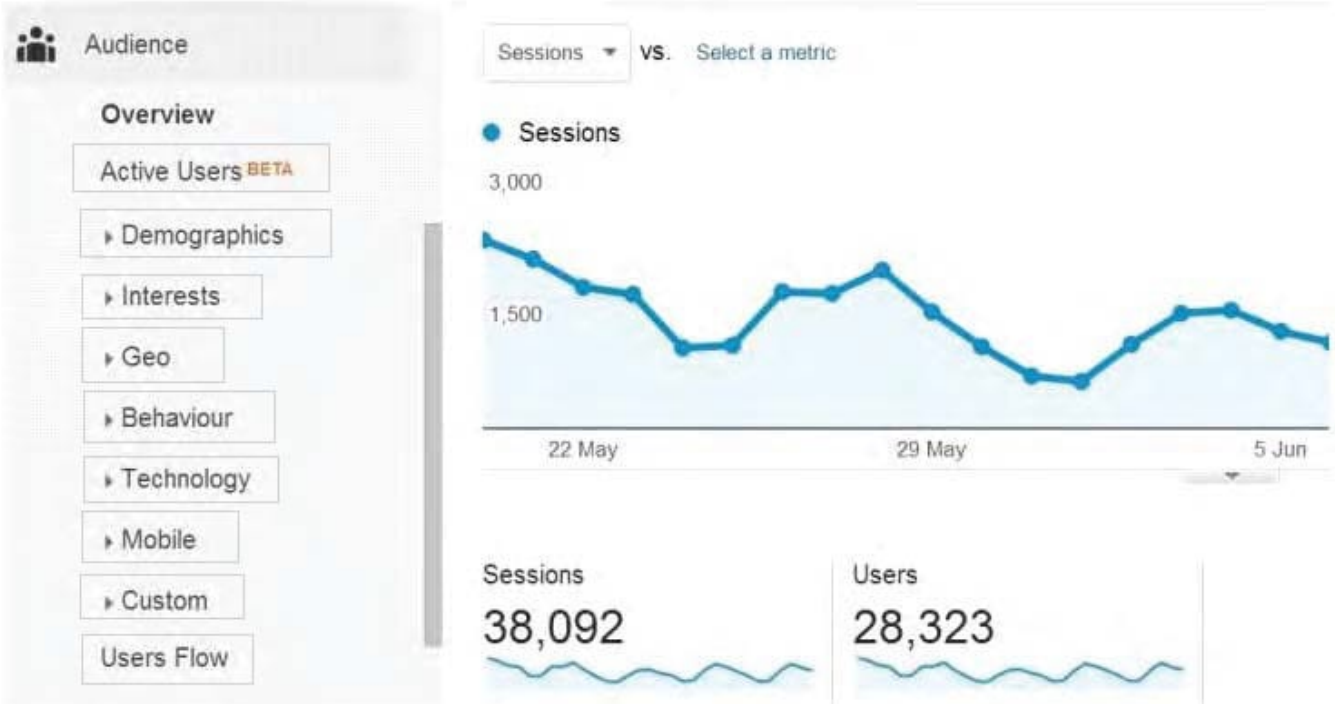 Audience
Overview
Active Users BETA
Demographics
Interests
Geo
Behaviour
Technology
Mobile
Custom
Users Flow
Sessions vs. Select a metric
Sessions
3,000
1,500
22 May 29 May 5 Jun
Sessions Users
38,092 28,323